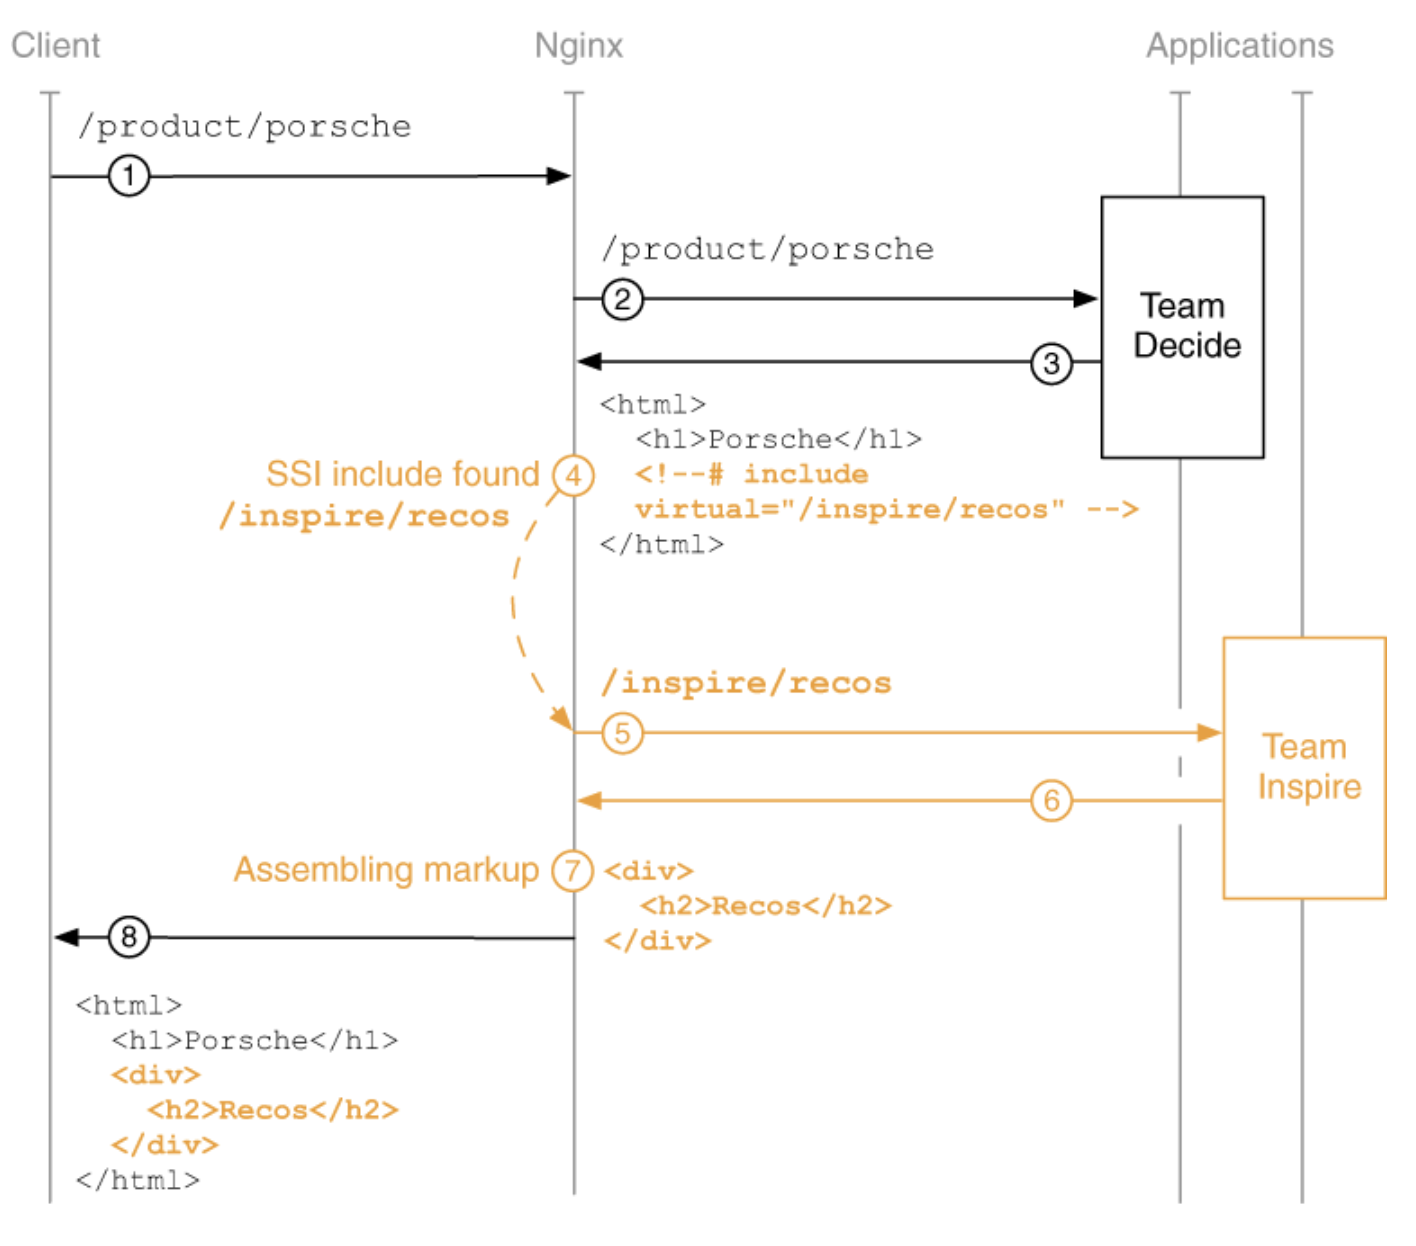 Client
Nginx
Applications
/product/porsche
1
/product/porsche
2
Team
Decide
3
<html>
<h1>Porsche</h1>
SSI include found
4
<!--# include
/inspire/recos
virtual="/inspire/recos" -->
</html>
/inspire/recos
5
Team
Inspire
6
Assembling markup
7
<div>
<h2>Recos</h2>
</div>
8
<html>
<h1>Porsche</h1>
<div>
<h2>Recos</h2>
</div>
</html>